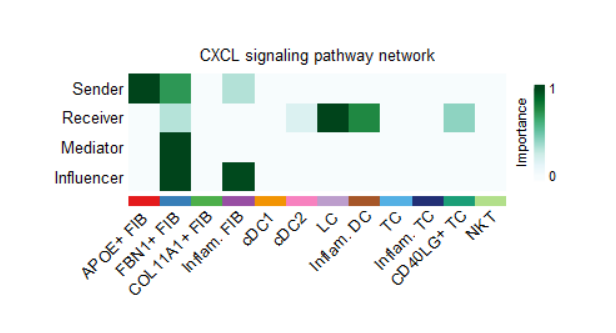 CXCL signaling pathway network
Sender
Receiver
Mediator
Influencer
1
0
Importance
APOE+ FIB
FBN1+ FIB
COL11A1+ FIB
Inflam. FIB
cDC1
cDC2
LC
Inflam. DC
TC
Inflam. TC
CD40LG+ TC
NKT